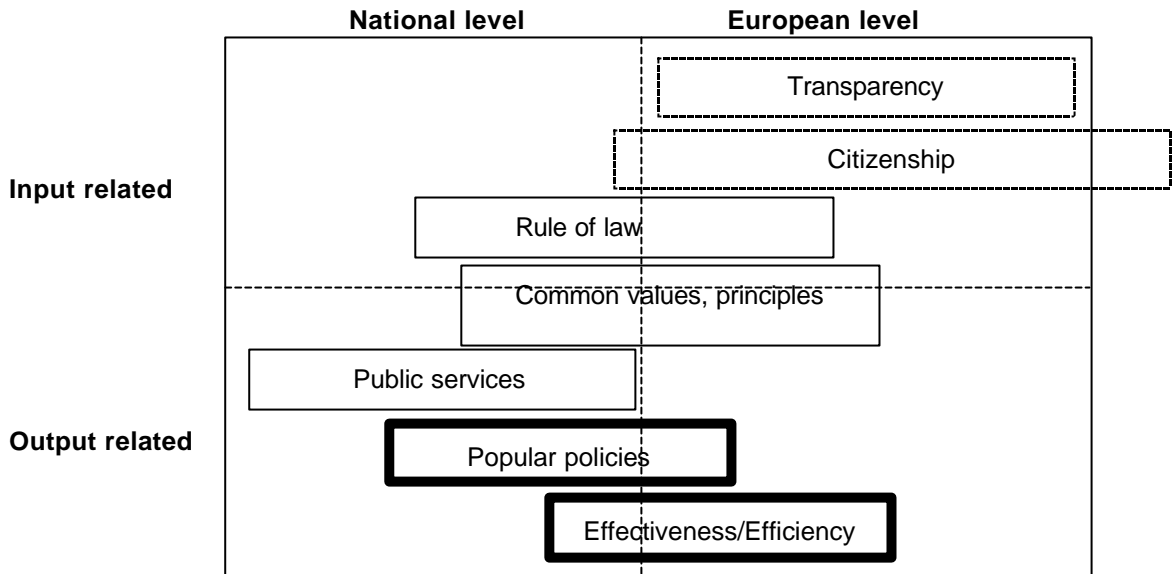 National level European level
Transparency
Citizenship
Input related
Rule of law
Common values, principles
Public services
Output related
Popular policies
Effectiveness/Efficiency